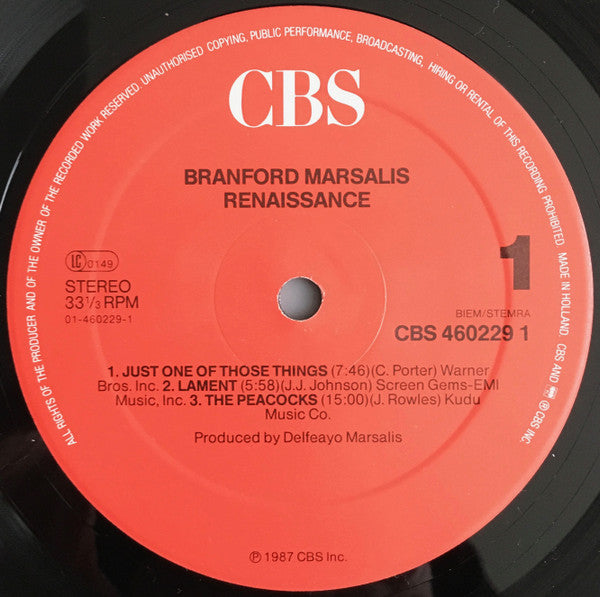 ALL RIGHTS OF THE PRODUCER AND OF THE OWNER OF THE RECORDED WORK RESERVED. UNAUTHORISED COPYING, PUBLIC PERFORMANCE, BROADCASTING, HIRING OR RENTAL OF THIS RECORDING PROHIBITED MADE IN HOLLAND CBS AND ℗ CBS INC.
CBS
BRANFORD MARSALIS
RENAISSANCE
LC 0149
STEREO
33 1/3 RPM
01-460229-1
1
BIEM/STEMRA
CBS 460229 1
1. JUST ONE OF THOSE THINGS (7:46)(C. Porter) Warner
Bros. Inc. 2. LAMENT (5:58)(J.J. Johnson) Screen Gems-EMI
Music, Inc. 3. THE PEACOCKS (15:00)(J. Rowles) Kudu
Music Co.
Produced by Delfeayo Marsalis
℗ 1987 CBS Inc.